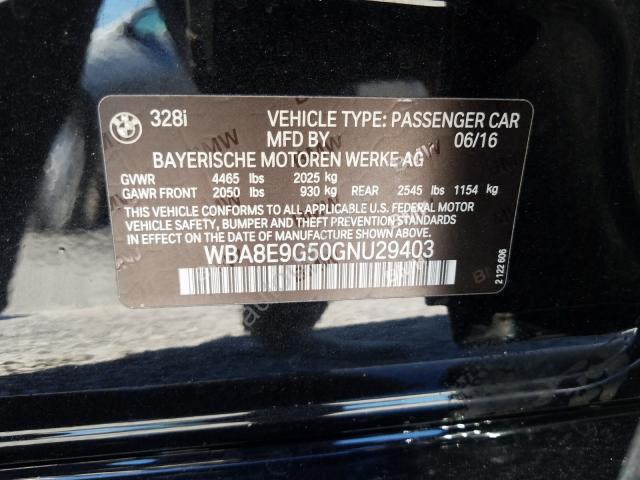 328i VEHICLE TYPE: PASSENGER CAR
MFD BY 06/16
BAYERISCHE MOTOREN WERKE AG
GVWR 4465 lbs 2025 kg
GAWR FRONT 2050 lbs 930 kg REAR 2545 lbs 1154 kg
THIS VEHICLE CONFORMS TO ALL APPLICABLE U.S. FEDERAL MOTOR
VEHICLE SAFETY, BUMPER AND THEFT PREVENTION STANDARDS
IN EFFECT ON THE DATE OF MANUFACTURE SHOWN ABOVE.
WBA8E9G50GNU29403
2 122 606